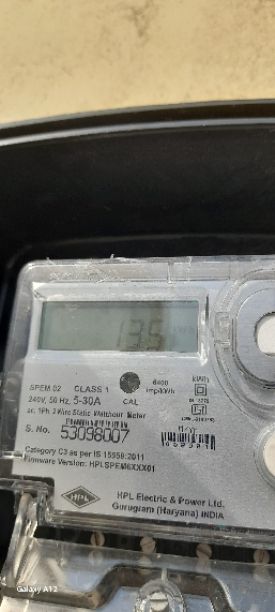 135
SPEM 02 CLASS 1
240V, 50 Hz, 5-30A CAL
6400 imp/kWh
ac. 1Ph. 2 Wire Static Watthour Meter
S. No. 53098007
Category C3 as per IS 15959:2011
Firmware Version: HPLSPEM6XXX01
HPL
HPL Electric & Power Ltd.
Gurugram (Haryana) INDIA
Galaxy A12